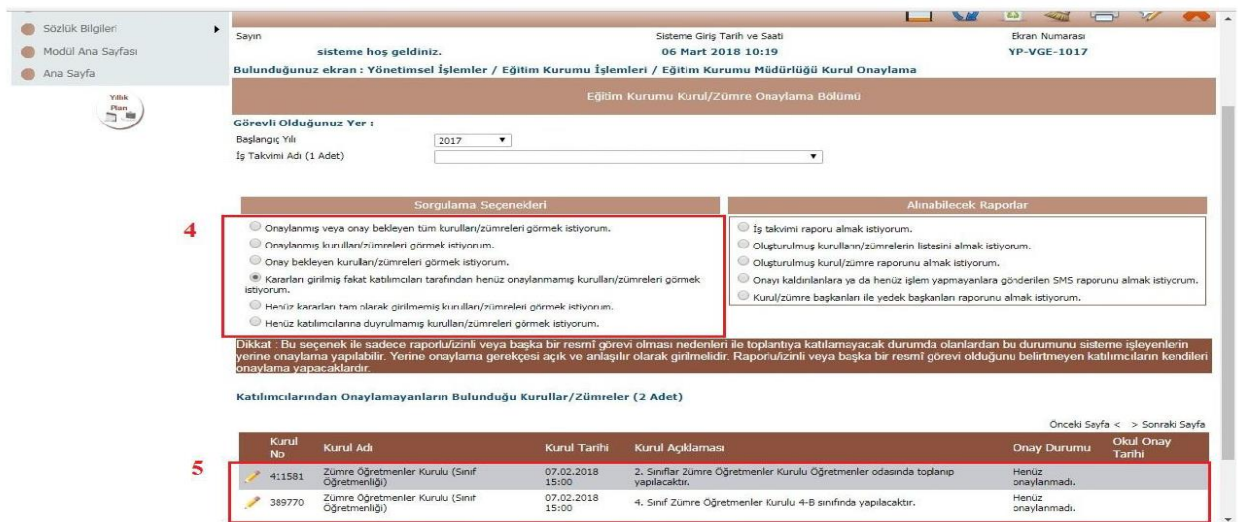 Sözlük Bilgileri
Modül Ana Sayfası
Ana Sayfa
Yıllık
Plan
Sayın
Sisteme Giriş Tarih ve Saati
Ekran Numarası
sisteme hoş geldiniz.
06 Mart 2018 10:19
YP-VGE-1017
Bulunduğunuz ekran : Yönetimsel İşlemler / Eğitim Kurumu İşlemleri / Eğitim Kurumu Müdürlüğü Kurul Onaylama
Eğitim Kurumu Kurul/Zümre Onaylama Bölümü
Görevli Olduğunuz Yer :
Başlangıç Yılı
2017
İş Takvimi Adı (1 Adet)
4
Sorgulama Seçenekleri
Onaylanmış veya onay bekleyen tüm kurulları/zümreleri görmek istiyorum.
Onaylanmış kurulları/zümreleri görmek istiyorum.
Onay bekleyen kurulları/zümreleri görmek istiyorum.
Kararları girilmiş fakat katılımcıları tarafından henüz onaylanmamış kurulları/zümreleri görmek
istiyorum.
Henüz kararları tam olarak girilmemiş kurulları/zümreleri görmek istiyorum.
Henüz katılımcılarına duyrulmamış kurulları/zümreleri görmek istiyorum.
Alınabilecek Raporlar
İş takvimi raporu almak istiyorum.
Oluşturulmuş kurulların/zümrelerin listesini almak istiyorum.
Oluşturulmuş kurul/zümre raporunu almak istiyorum.
Onayı kaldırılanlara ya da henüz işlem yapmayanlara gönderilen SMS raporunu almak istiyorum.
Kurul/zümre başkanları ile yedek başkanları raporunu almak istiyorum.
Dikkat : Bu seçenek ile sadece raporlu/izinli veya başka bir resmî görevi olması nedenleri ile toplantıya katılamayacak durumda olanlardan bu durumunu sisteme işleyenlerin
yerine onaylama yapılabilir. Yerine onaylama gerekçesi açık ve anlaşılır olarak girilmelidir. Raporlu/izinli veya başka bir resmî görevi olduğunu belirtmeyen katılımcıların kendileri
onaylama yapacaklardır.
Katılımcılarından Onaylamayanların Bulunduğu Kurullar/Zümreler (2 Adet)
Önceki Sayfa < > Sonraki Sayfa
5
Kurul No
Kurul Adı
Kurul Tarihi
Kurul Açıklaması
Onay Durumu
Okul Onay Tarihi
411581
Zümre Öğretmenler Kurulu (Sınıf Öğretmenliği)
07.02.2018 15:00
2. Sınıflar Zümre Öğretmenler Kurulu Öğretmenler odasında toplanıp yapılacaktır.
Henüz onaylanmadı.
389770
Zümre Öğretmenler Kurulu (Sınıf Öğretmenliği)
07.02.2018 15:00
4. Sınıf Zümre Öğretmenler Kurulu 4-B sınıfında yapılacaktır.
Henüz onaylanmadı.